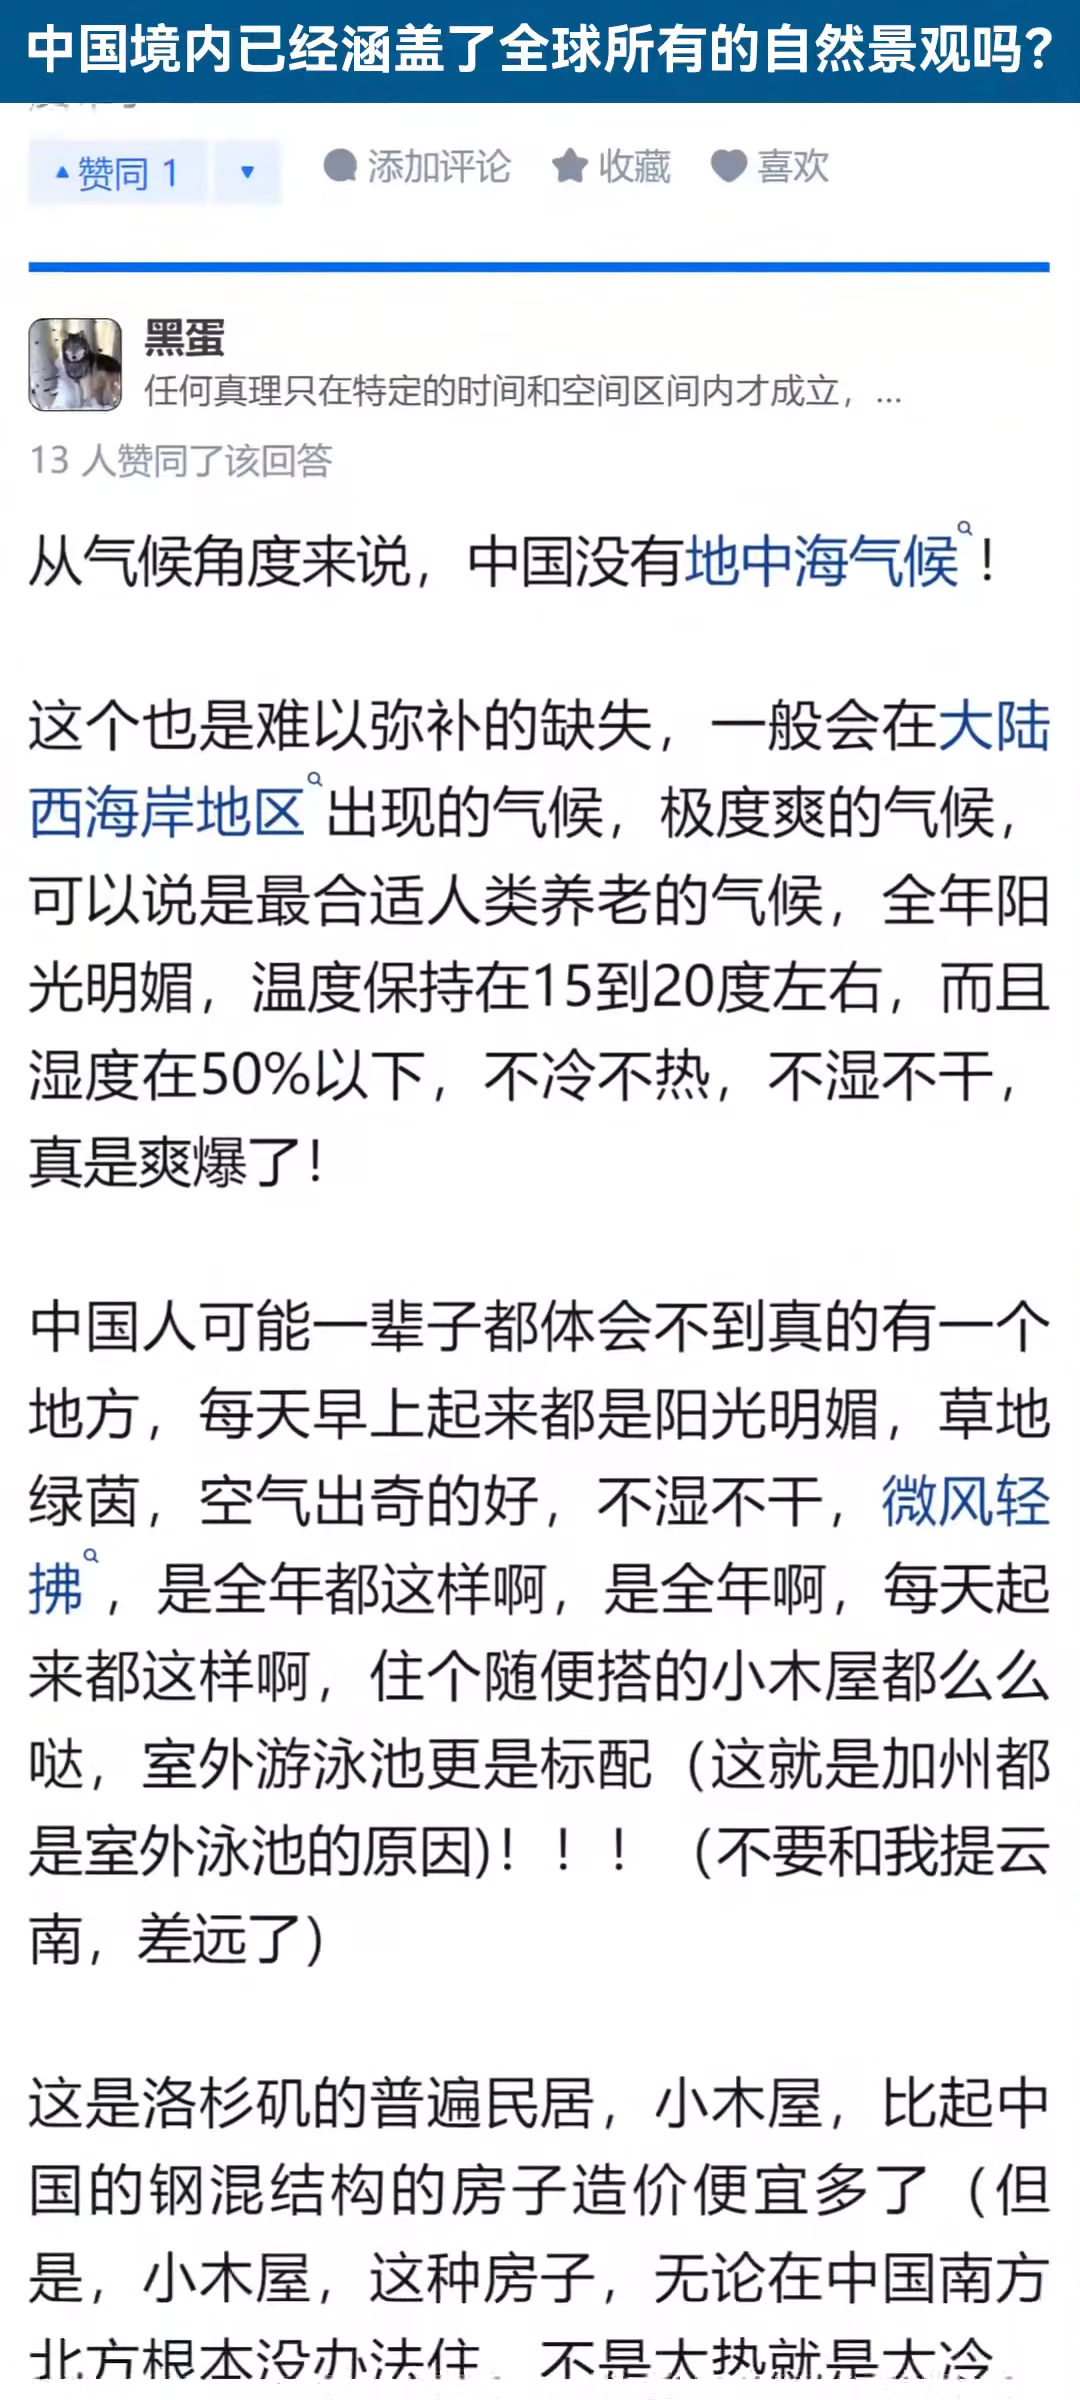 中国境内已经涵盖了全球所有的自然景观吗？
赞同 1
添加评论
收藏
喜欢
黑蛋
任何真理只在特定的时间和空间区间内才成立，...
13 人赞同了该回答
从气候角度来说，中国没有地中海气候！
这个也是难以弥补的缺失，一般会在大陆
西海岸地区出现的气候，极度爽的气候，
可以说是最合适人类养老的气候，全年阳
光明媚，温度保持在15到20度左右，而且
湿度在50%以下，不冷不热，不湿不干，
真是爽爆了！
中国人可能一辈子都体会不到真的有一个
地方，每天早上起来都是阳光明媚，草地
绿茵，空气出奇的好，不湿不干，微风轻
拂，是全年都这样啊，是全年啊，每天起
来都这样啊，住个随便搭的小木屋都么么
哒，室外游泳池更是标配（这就是加州都
是室外泳池的原因)！！！（不要和我提云
南，差远了）
这是洛杉矶的普遍民居，小木屋，比起中
国的钢混结构的房子造价便宜多了（但
是，小木屋，这种房子，无论在中国南方
北方根本没办法住，不是太热就是太冷，